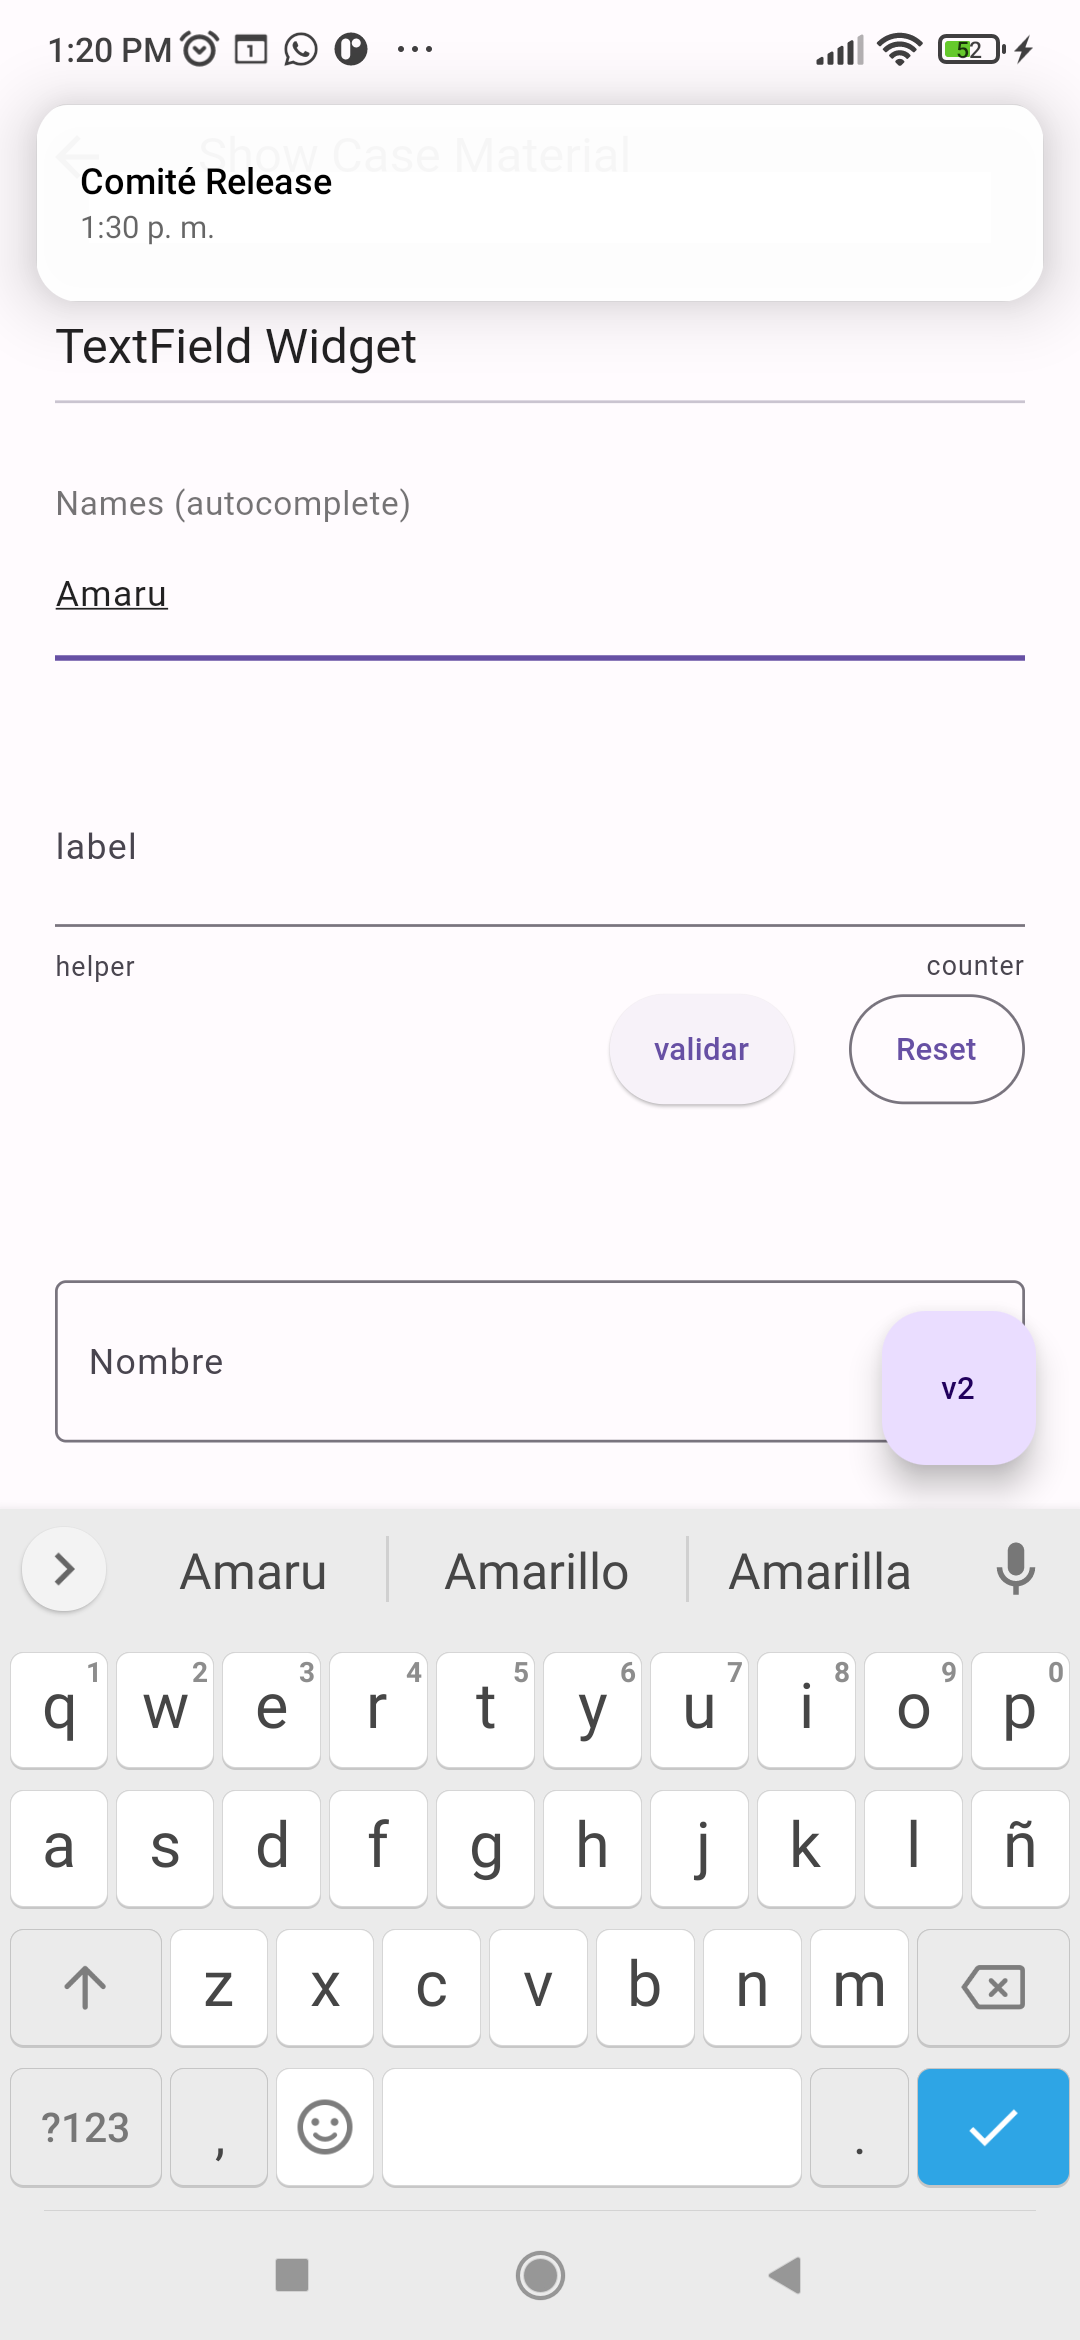 1:20 PM 1 52
Show Case Material
Comité Release
1:30 p. m.
TextField Widget
Names (autocomplete)
Amaru
label
helper counter
validar Reset
Nombre
v2
Amaru Amarillo Amarilla
q 1 w 2 e 3 r 4 t 5 y 6 u 7 i 8 o 9 p 0
a s d f g h j k l ñ
z x c v b n m
?123 , .